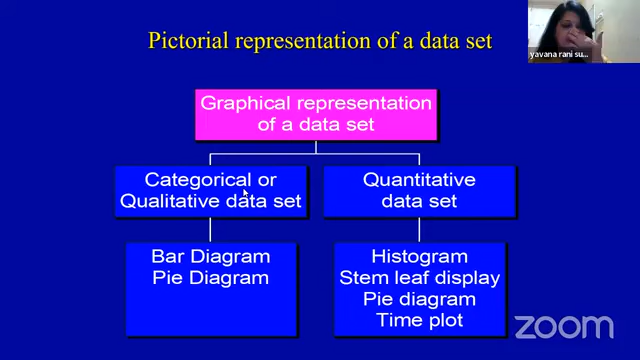 Pictorial representation of a data set
yavana rani su...
Graphical representation
of a data set
Categorical or
Qualitative data set
Quantitative
data set
Bar Diagram
Pie Diagram
Histogram
Stem leaf display
Pie diagram
Time plot
zoom